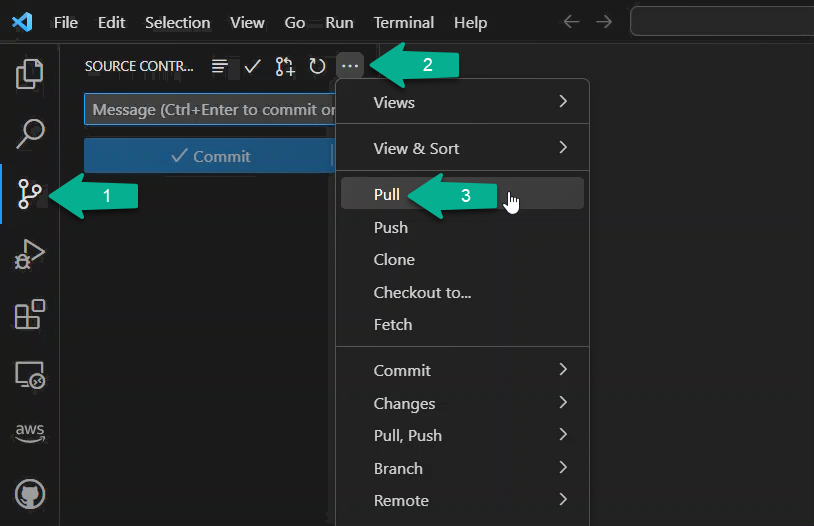 File Edit Selection View Go Run Terminal Help
SOURCE CONTR... 2
Message (Ctrl+Enter to commit or
Commit
Views
View & Sort
1
Pull 3
Push
Clone
Checkout to...
Fetch
Commit
Changes
Pull, Push
Branch
Remote
aws